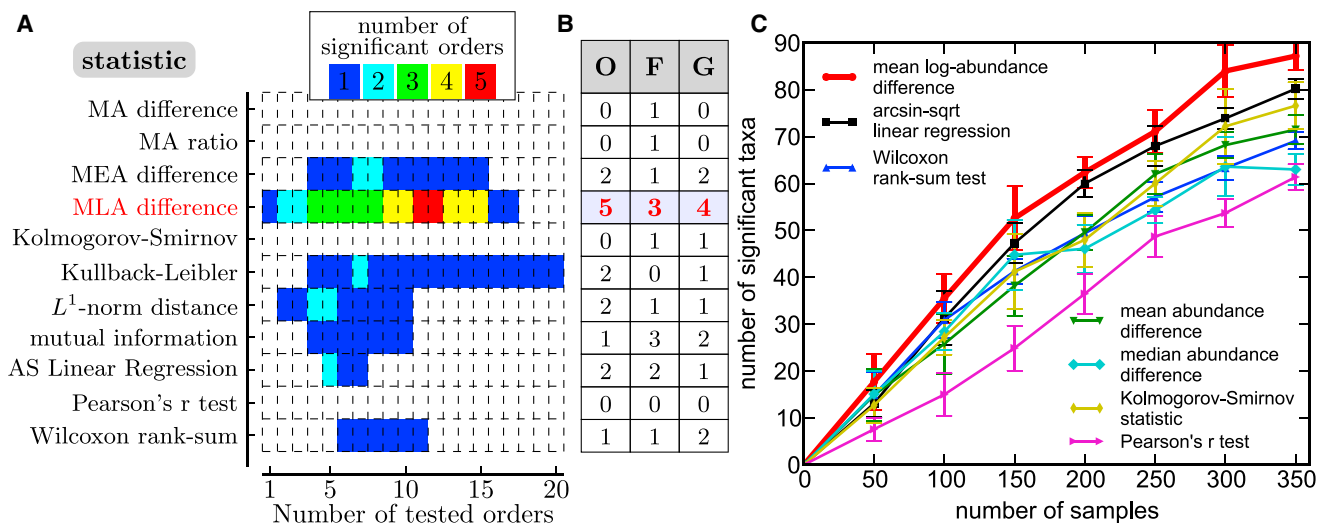 A
number of
significant orders
1 2 3 4 5
statistic
MA difference
MA ratio
MEA difference
MLA difference
Kolmogorov-Smirnov
Kullback-Leibler
L¹-norm distance
mutual information
AS Linear Regression
Pearson's r test
Wilcoxon rank-sum
1 5 10 15 20
Number of tested orders
B
O F G
0 1 0
0 1 0
2 1 2
5 3 4
0 1 1
2 0 1
2 1 1
1 3 2
2 2 1
0 0 0
1 1 2
C
number of significant taxa
90
80
70
60
50
40
30
20
10
0
0 50 100 150 200 250 300 350
number of samples
mean log-abundance
difference
arcsin-sqrt
linear regression
Wilcoxon
rank-sum test
mean abundance
difference
median abundance
difference
Kolmogorov-Smirnov
statistic
Pearson's r test